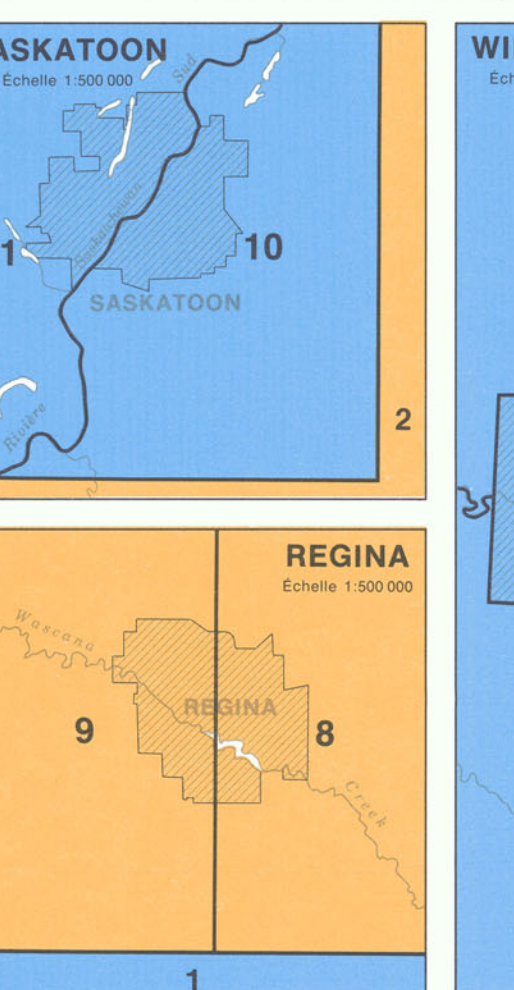 ASKATOON
Échelle 1:500 000
Sud
Saskatchewan
1
10
SASKATOON
Rivière
2
REGINA
Échelle 1:500 000
Wascana
REGINA
9
8
Creek
1
WI
Éch